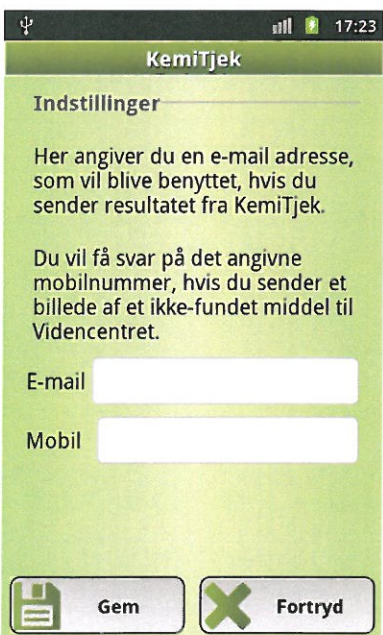 17:23
KemiTjek
Indstillinger
Her angiver du en e-mail adresse,
som vil blive benyttet, hvis du
sender resultatet fra KemiTjek.
Du vil få svar på det angivne
mobilnummer, hvis du sender et
billede af et ikke-fundet middel til
Videncentret.
E-mail
Mobil
Gem
Fortryd